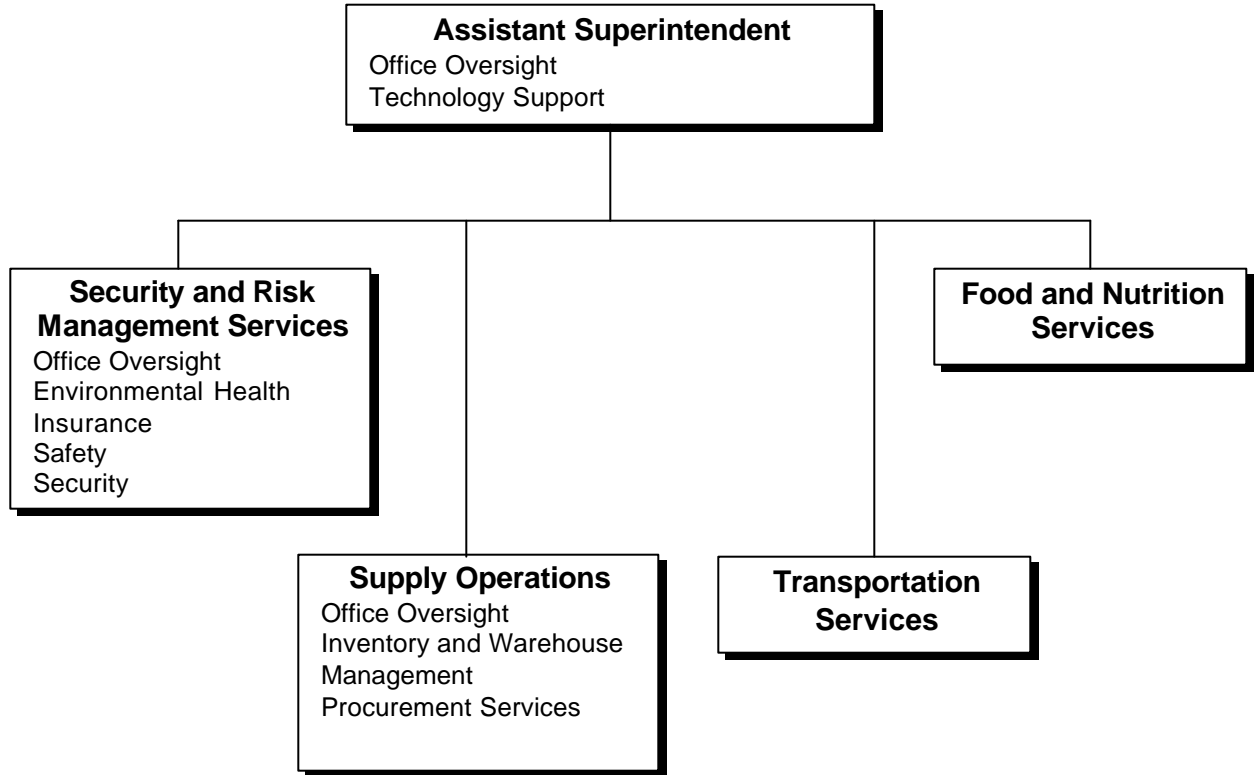 Assistant Superintendent
Office Oversight
Technology Support
Security and Risk
Management Services
Office Oversight
Environmental Health
Insurance
Safety
Security
Food and Nutrition
Services
Supply Operations
Office Oversight
Inventory and Warehouse
Management
Procurement Services
Transportation
Services